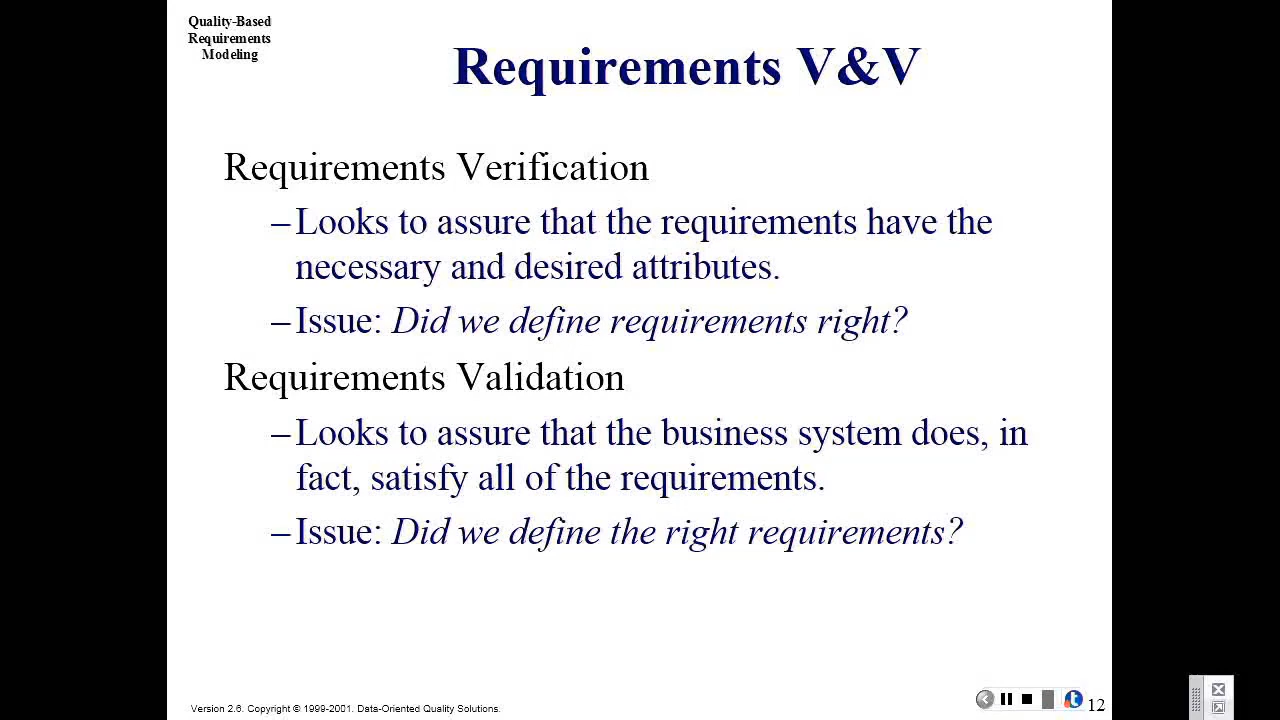 Quality-Based
Requirements
Modeling
Requirements V&V
Requirements Verification
–Looks to assure that the requirements have the
necessary and desired attributes.
–Issue: Did we define requirements right?
Requirements Validation
–Looks to assure that the business system does, in
fact, satisfy all of the requirements.
–Issue: Did we define the right requirements?
Version 2.6. Copyright © 1999-2001. Data-Oriented Quality Solutions.
t
12